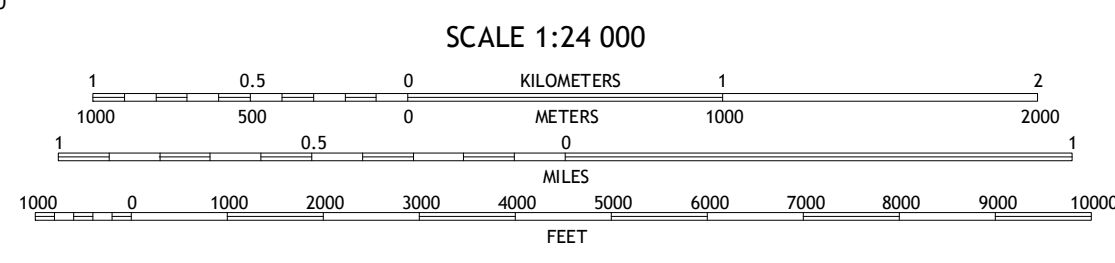 SCALE 1:24 000
1 0.5 0 KILOMETERS 1 2
1000 500 0 METERS 1000 2000
1 0.5 0 1
MILES
1000 0 1000 2000 3000 4000 5000 6000 7000 8000 9000 10000
FEET